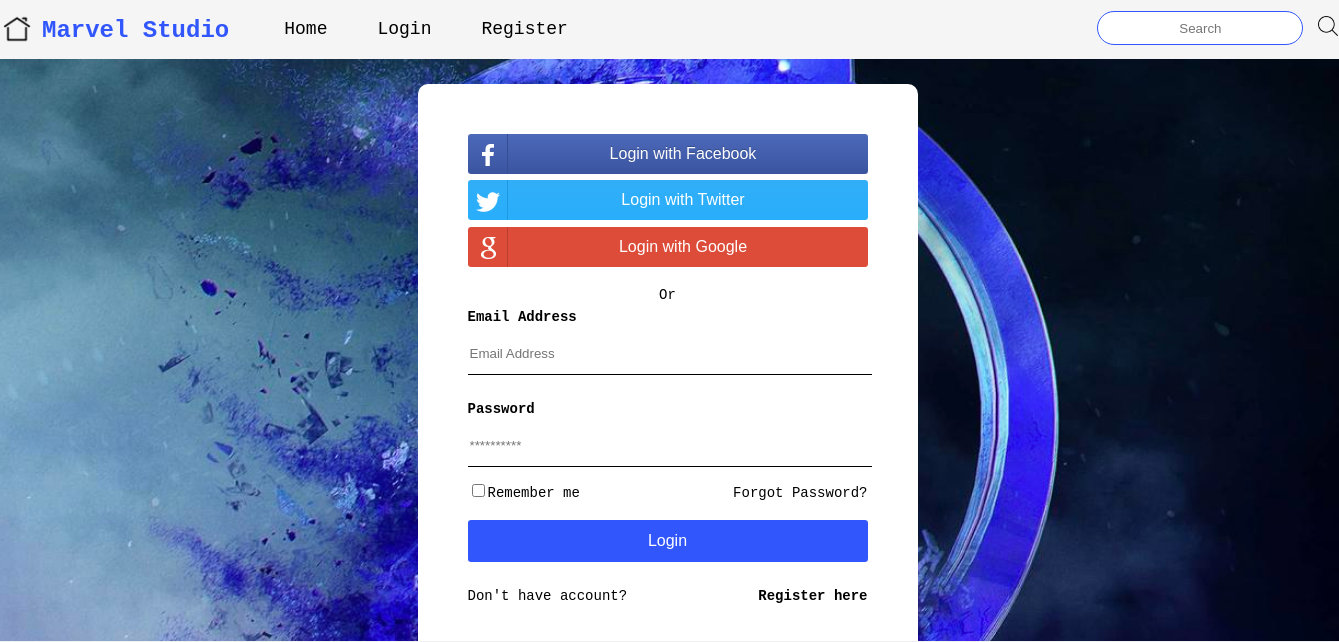 Marvel Studio Home Login Register Search
Login with Facebook
Login with Twitter
Login with Google
Or
Email Address
Email Address
Password
**********
Remember me Forgot Password?
Login
Don't have account? Register here